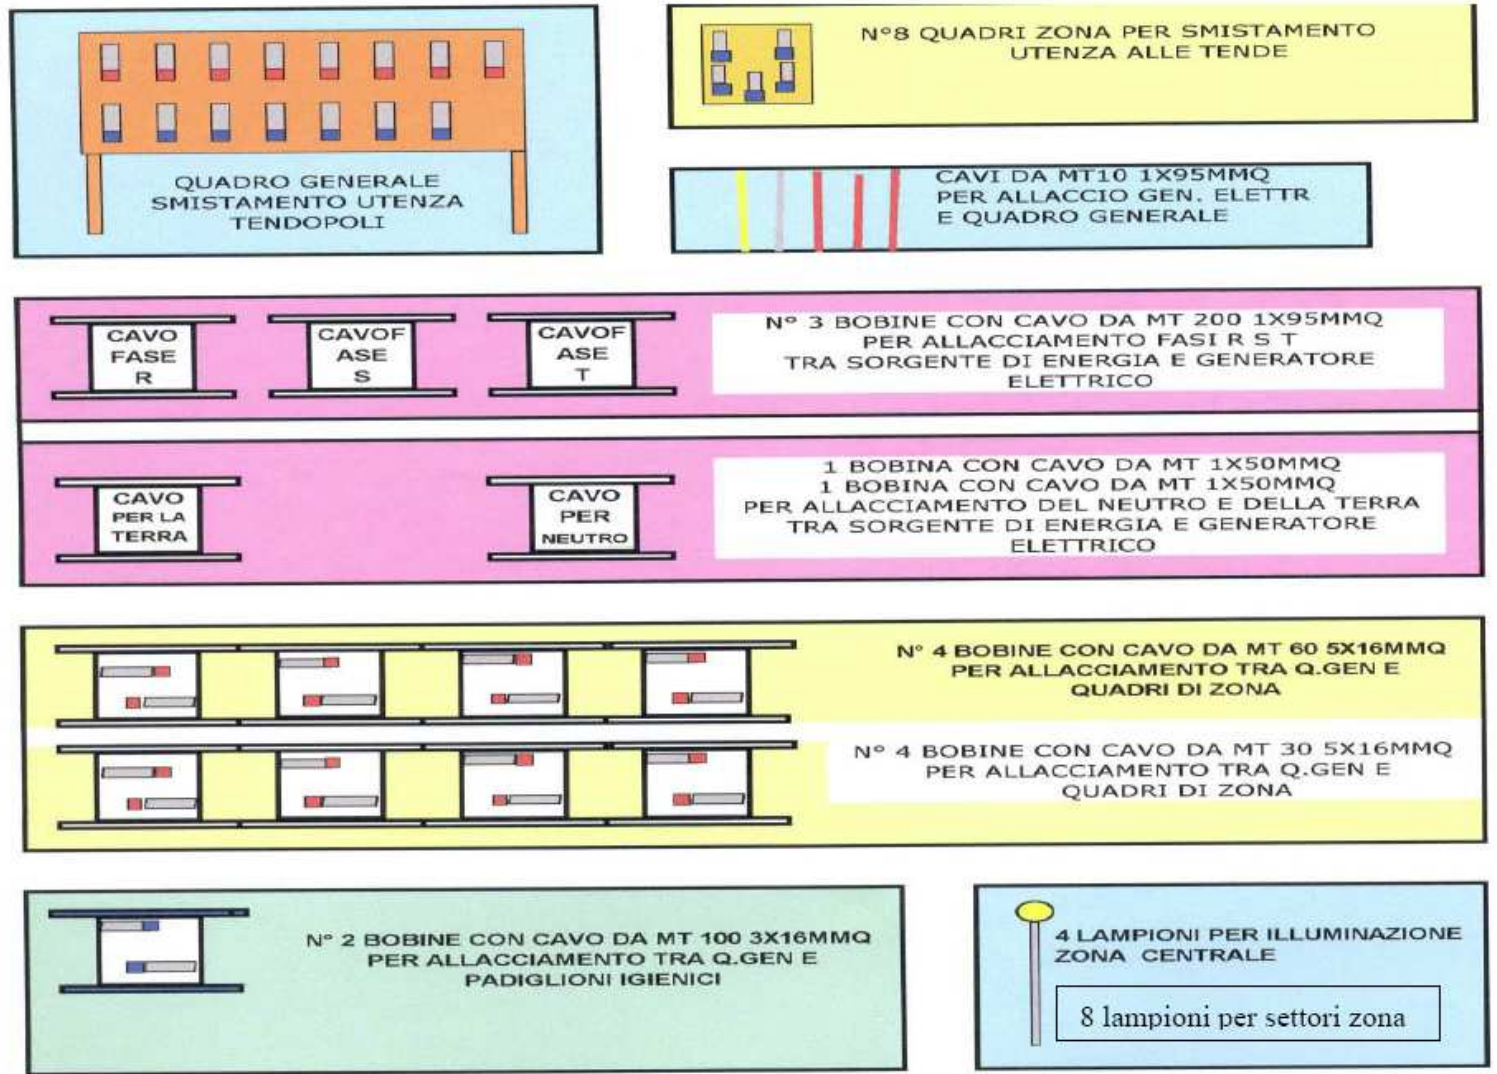 QUADRO GENERALE
SMISTAMENTO UTENZA
TENDOPOLI
N°8 QUADRI ZONA PER SMISTAMENTO
UTENZA ALLE TENDE
CAVI DA MT10 1X95MMQ
PER ALLACCIO GEN. ELETTR
E QUADRO GENERALE
CAVO
FASE
R
CAVOF
ASE
S
CAVOF
ASE
T
N° 3 BOBINE CON CAVO DA MT 200 1X95MMQ
PER ALLACCIAMENTO FASI R S T
TRA SORGENTE DI ENERGIA E GENERATORE
ELETTRICO
CAVO
PER LA
TERRA
CAVO
PER
NEUTRO
1 BOBINA CON CAVO DA MT 1X50MMQ
1 BOBINA CON CAVO DA MT 1X50MMQ
PER ALLACCIAMENTO DEL NEUTRO E DELLA TERRA
TRA SORGENTE DI ENERGIA E GENERATORE
ELETTRICO
N° 4 BOBINE CON CAVO DA MT 60 5X16MMQ
PER ALLACCIAMENTO TRA Q.GEN E
QUADRI DI ZONA
N° 4 BOBINE CON CAVO DA MT 30 5X16MMQ
PER ALLACCIAMENTO TRA Q.GEN E
QUADRI DI ZONA
N° 2 BOBINE CON CAVO DA MT 100 3X16MMQ
PER ALLACCIAMENTO TRA Q.GEN E
PADIGLIONI IGIENICI
4 LAMPIONI PER ILLUMINAZIONE
ZONA CENTRALE
8 lampioni per settori zona